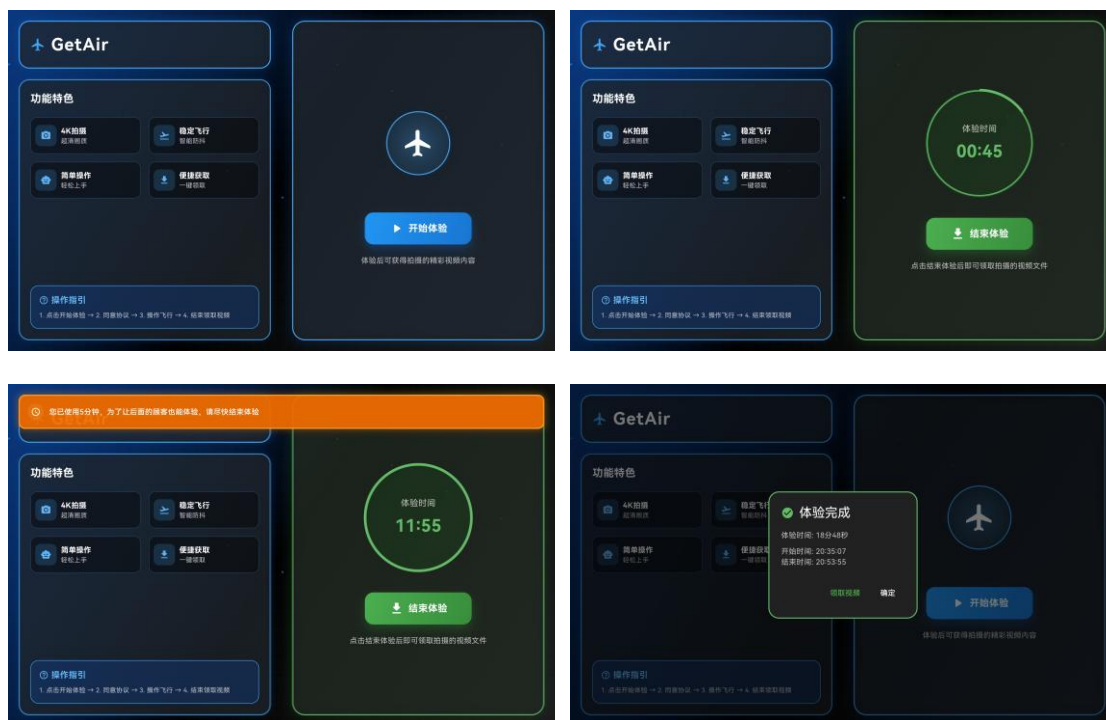 GetAir
功能特色
4K拍摄
超清画质
稳定飞行
智能防抖
简单操作
轻松上手
便捷获取
一键领取
操作指引
1. 点击开始体验 → 2. 同意协议 → 3. 操作飞行 → 4. 结束领取视频
开始体验
体验后可获得拍摄的精彩视频内容
GetAir
功能特色
4K拍摄
超清画质
稳定飞行
智能防抖
简单操作
轻松上手
便捷获取
一键领取
操作指引
1. 点击开始体验 → 2. 同意协议 → 3. 操作飞行 → 4. 结束领取视频
体验时间
00:45
结束体验
点击结束体验后即可领取拍摄的视频文件
您已使用5分钟，为了让后面的顾客也能体验，请尽快结束体验
GetAir
功能特色
4K拍摄
超清画质
稳定飞行
智能防抖
简单操作
轻松上手
便捷获取
一键领取
操作指引
1. 点击开始体验 → 2. 同意协议 → 3. 操作飞行 → 4. 结束领取视频
体验时间
11:55
结束体验
点击结束体验后即可领取拍摄的视频文件
GetAir
功能特色
4K拍摄
超清画质
稳定飞行
智能防抖
简单操作
轻松上手
便捷获取
一键领取
操作指引
1. 点击开始体验 → 2. 同意协议 → 3. 操作飞行 → 4. 结束领取视频
体验完成
体验时间: 18分48秒
开始时间: 20:35:07
结束时间: 20:53:55
领取视频
确定
开始体验
体验后可获得拍摄的精彩视频内容